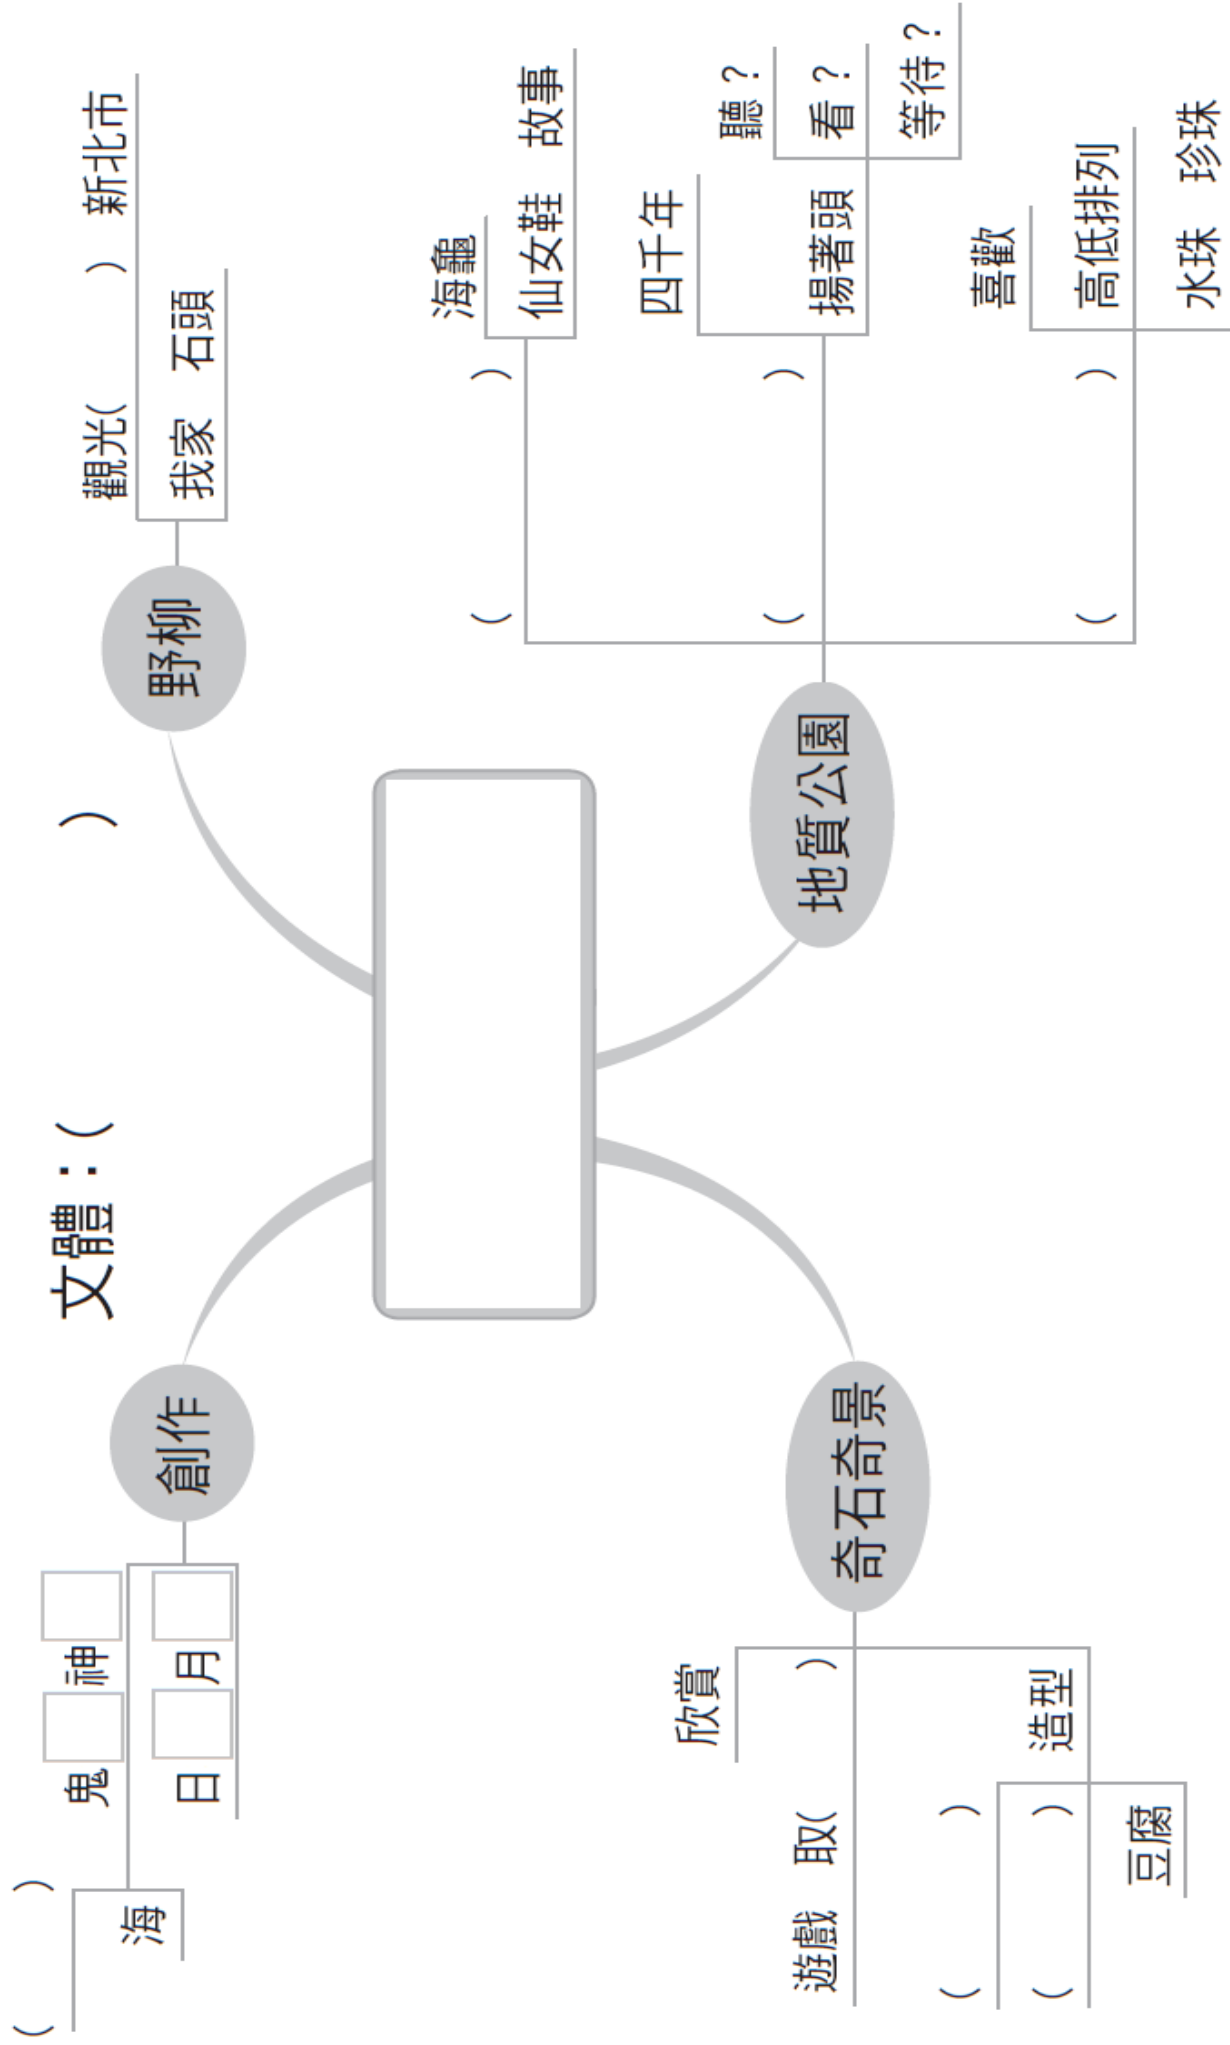 文體：(　　　)
野柳
觀光(　　　)　新北市
我家　石頭
地質公園
(　　　)
海龜
仙女鞋　故事
(　　　)
四千年
揚著頭
聽？
看？
等待？
(　　　)
喜歡
高低排列
水珠　珍珠
奇石奇景
欣賞
遊戲　取(　　　)
造型
(　　　)
(　　　)
豆腐
創作
鬼□神□
(　　　)
海
日□月□